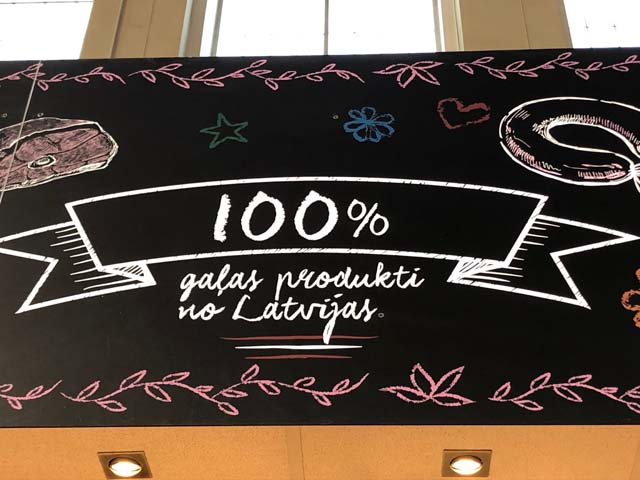 100%
gaļas produkti
no Latvijas.